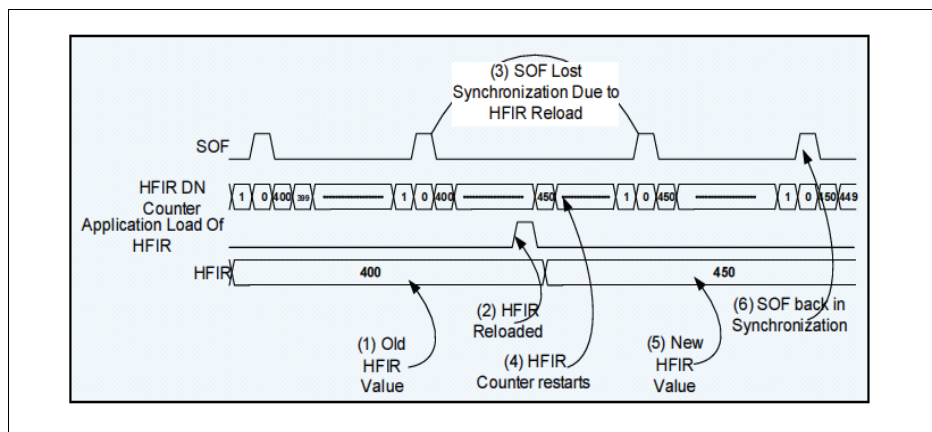 (3) SOF Lost
Synchronization Due to
HFIR Reload
SOF
HFIR DN
Counter
1 0 400 399 1 0 400 450 1 0 450 1 0 450 449
Application Load Of
HFIR
HFIR
400 450
(1) Old
HFIR
Value
(2) HFIR
Reloaded
(4) HFIR
Counter restarts
(5) New
HFIR
Value
(6) SOF back in
Synchronization